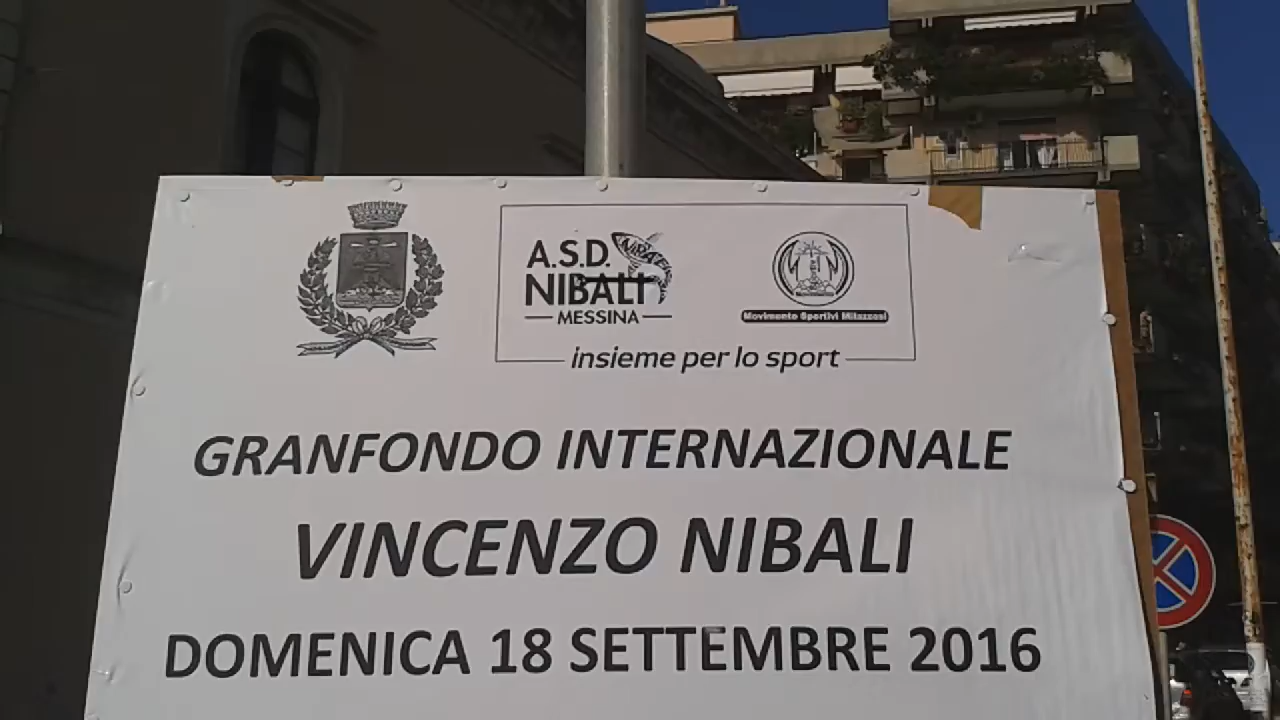 A.S.D.
NIBALI
MESSINA
Movimento Sportivi Milazzesi
insieme per lo sport
GRANFONDO INTERNAZIONALE
VINCENZO NIBALI
DOMENICA 18 SETTEMBRE 2016